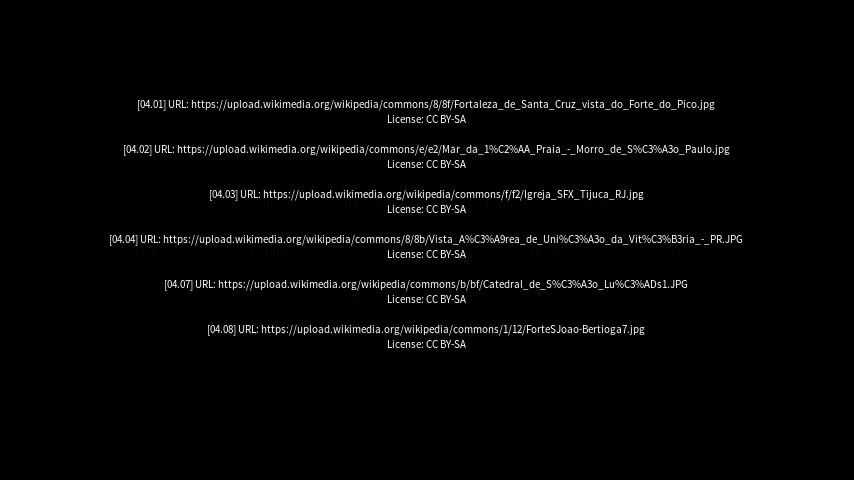 [04.01] URL: https://upload.wikimedia.org/wikipedia/commons/8/8f/Fortaleza_de_Santa_Cruz_vista_do_Forte_do_Pico.jpg
License: CC BY-SA
[04.02] URL: https://upload.wikimedia.org/wikipedia/commons/e/e2/Mar_da_1%C2%AA_Praia_-_Morro_de_S%C3%A3o_Paulo.jpg
License: CC BY-SA
[04.03] URL: https://upload.wikimedia.org/wikipedia/commons/f/f2/Igreja_SFX_Tijuca_RJ.jpg
License: CC BY-SA
[04.04] URL: https://upload.wikimedia.org/wikipedia/commons/8/8b/Vista_A%C3%A9rea_de_Uni%C3%A3o_da_Vit%C3%B3ria_-_PR.JPG
License: CC BY-SA
[04.07] URL: https://upload.wikimedia.org/wikipedia/commons/b/bf/Catedral_de_S%C3%A3o_Lu%C3%ADs1.JPG
License: CC BY-SA
[04.08] URL: https://upload.wikimedia.org/wikipedia/commons/1/12/ForteSJoao-Bertioga7.jpg
License: CC BY-SA